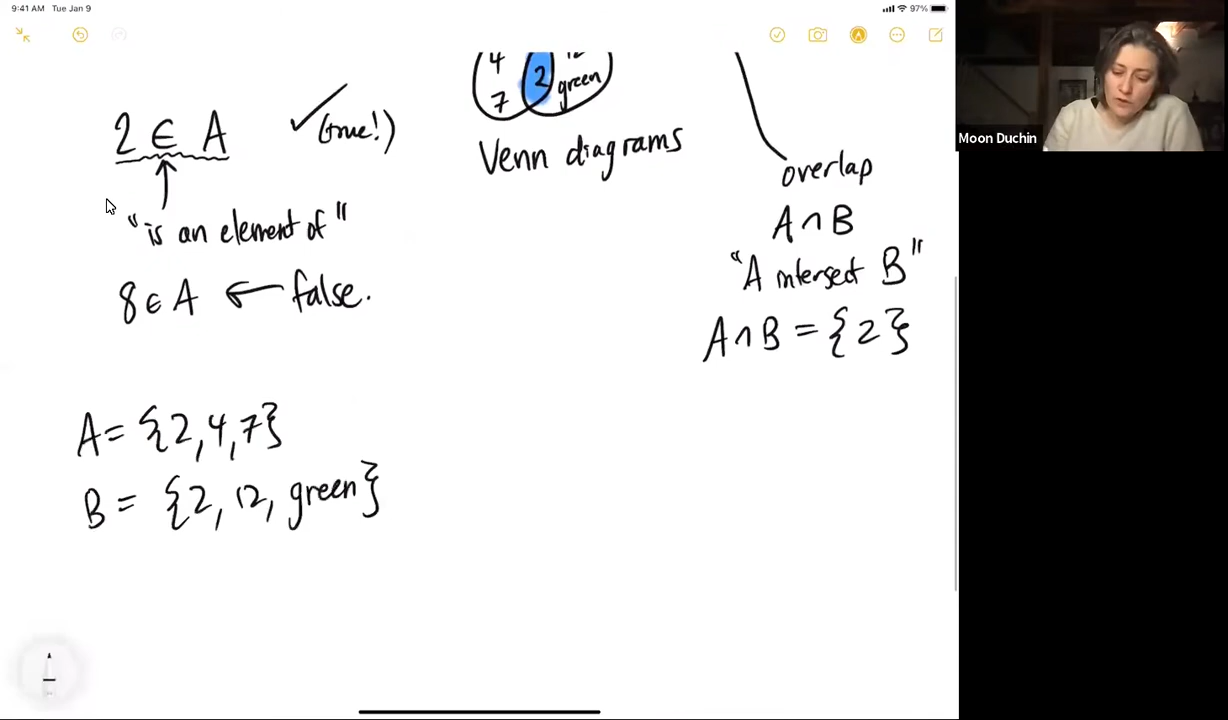 9:41 AM Tue Jan 9
97%
4
2
green
7
2 ∈ A
✓ (true!)
Venn diagrams
"is an element of"
8 ∈ A ← false.
overlap
A ∩ B
"A intersect B"
A ∩ B = {2}
A = {2, 4, 7}
B = {2, 12, green}
Moon Duchin